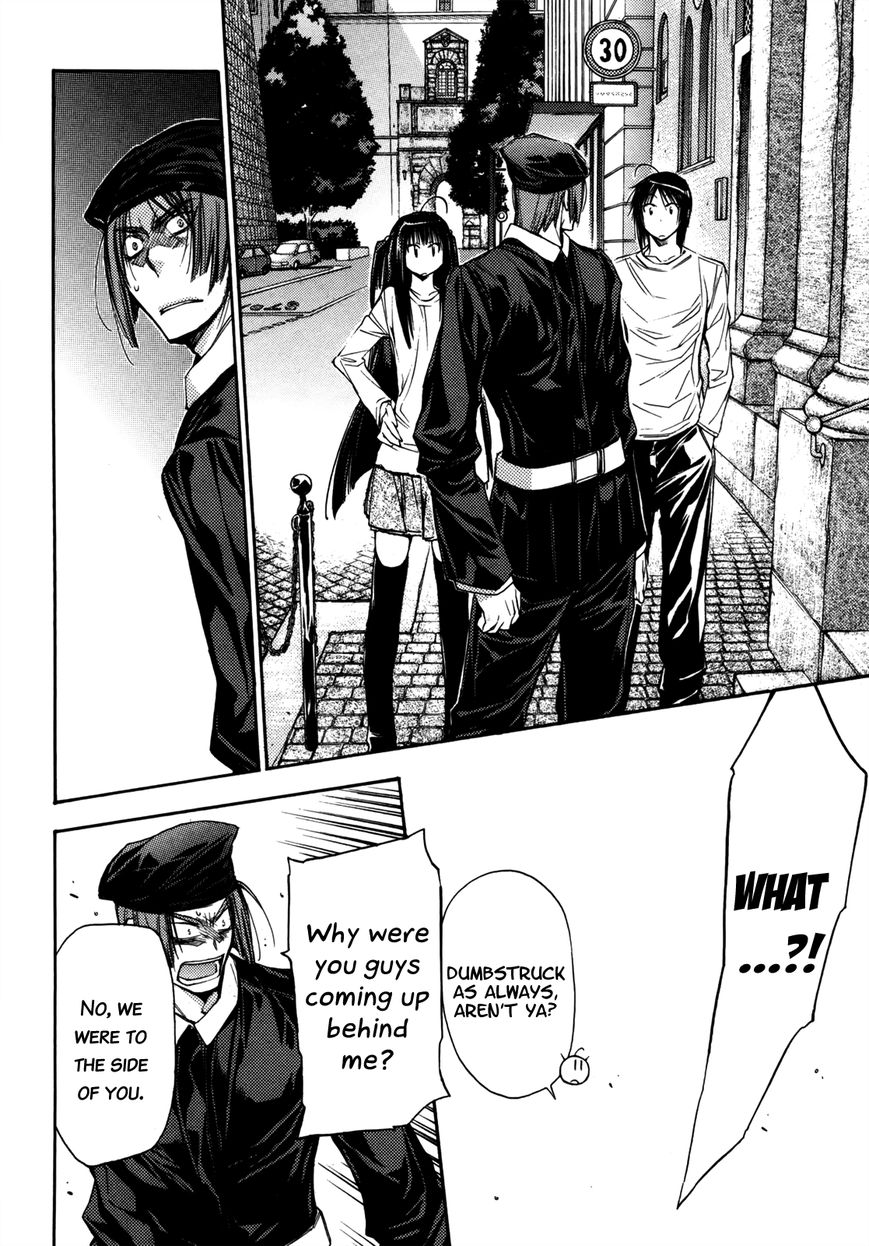 30
WHAT
....?!
DUMBSTRUCK
AS ALWAYS,
AREN'T YA?
Why were
you guys
coming up
behind
me?
NO, WE
WERE TO
THE SIDE
OF YOU.